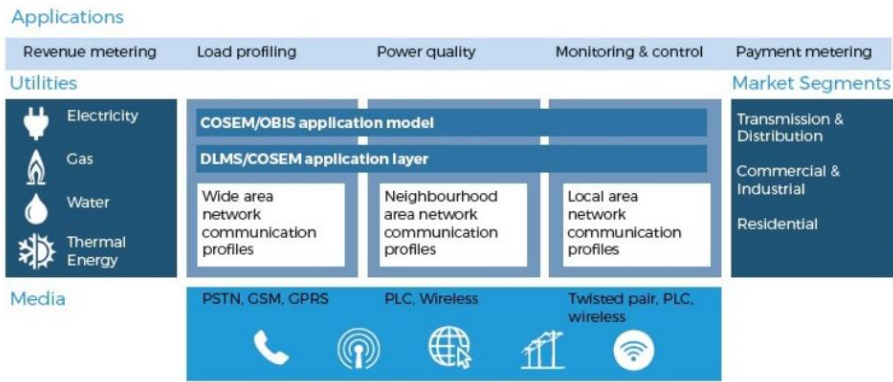 Applications
Revenue metering
Load profiling
Power quality
Monitoring & control
Payment metering
Utilities
Market Segments
Electricity
Gas
Water
Thermal
Energy
COSEM/OBIS application model
DLMS/COSEM application layer
Wide area
network
communication
profiles
Neighbourhood
area network
communication
profiles
Local area
network
communication
profiles
Transmission &
Distribution
Commercial &
Industrial
Residential
Media
PSTN, GSM, GPRS
PLC, Wireless
Twisted pair, PLC,
wireless